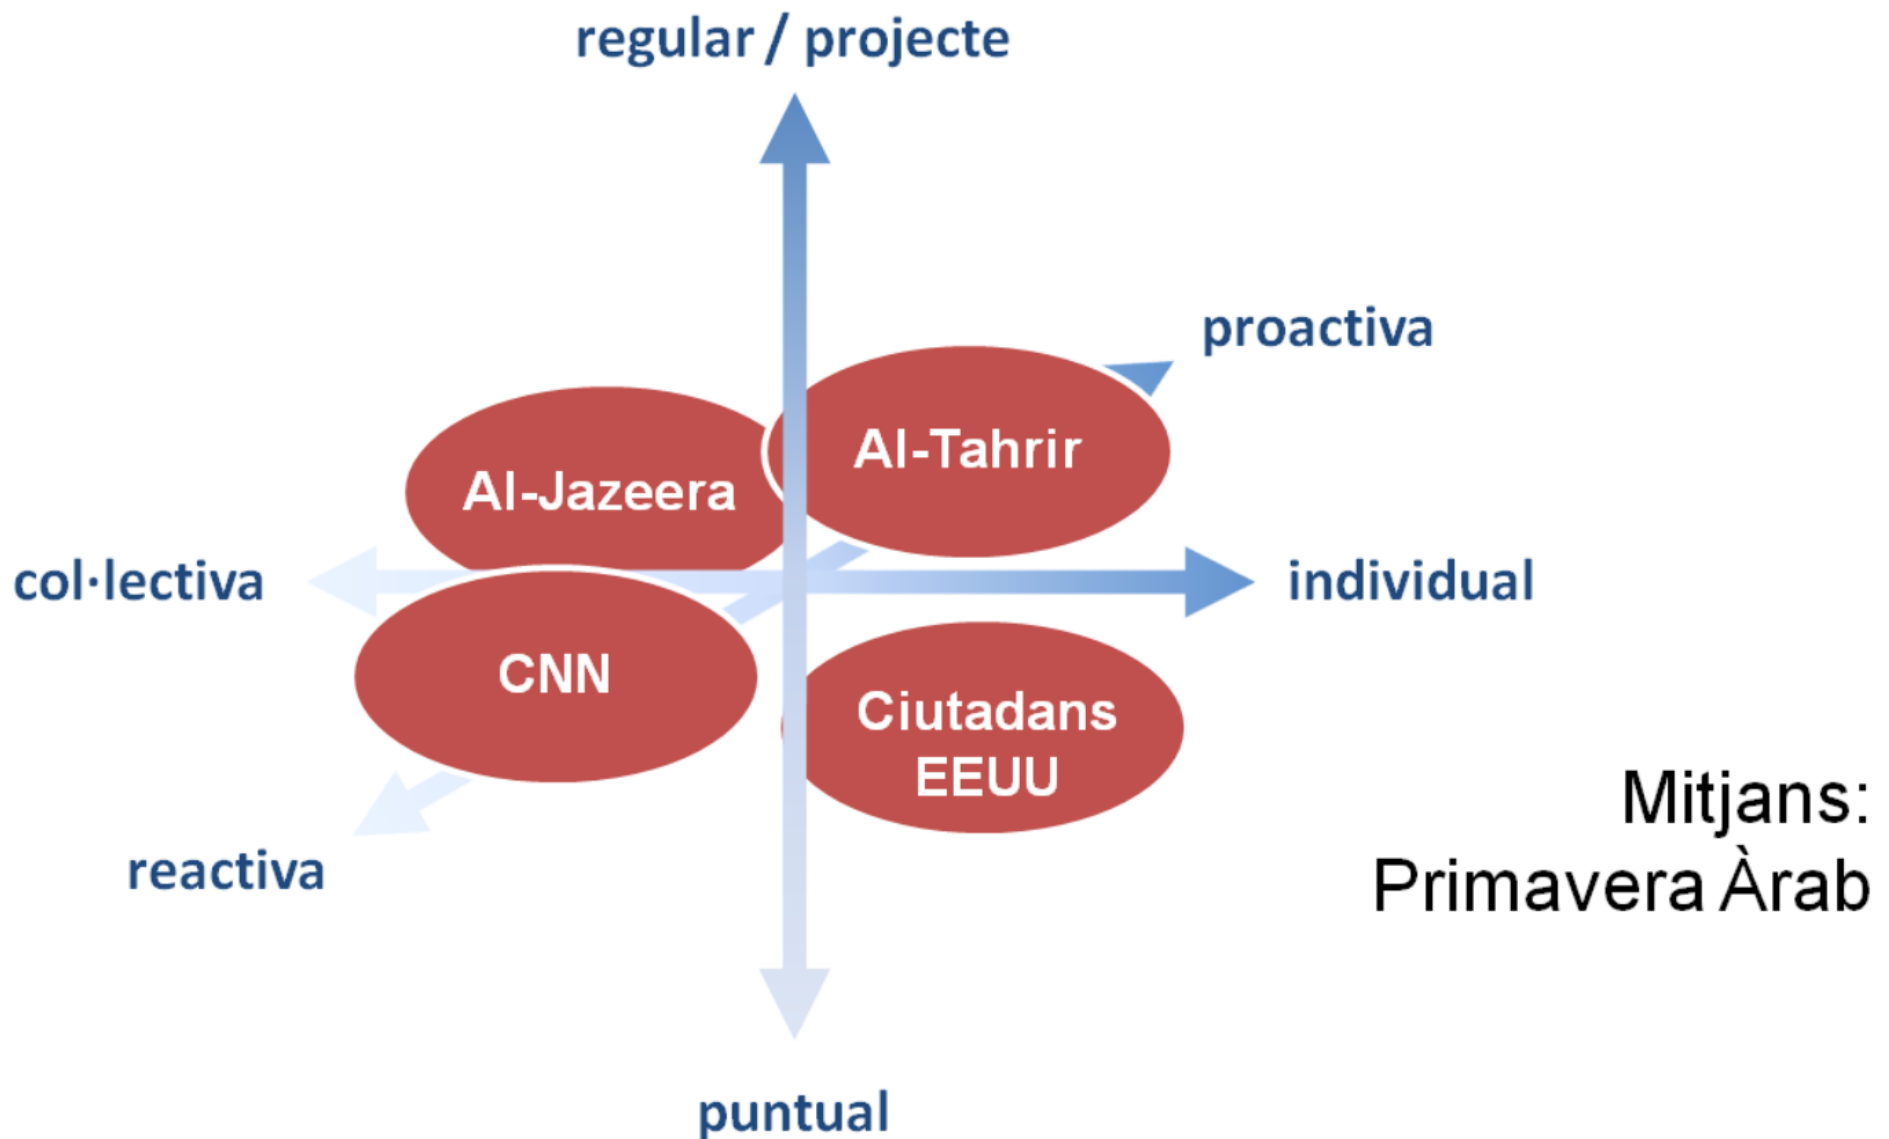 regular / projecte
proactiva
Al-Tahrir
Al-Jazeera
col·lectiva
individual
CNN
Ciutadans
EEUU
Mitjans:
Primavera Àrab
reactiva
puntual